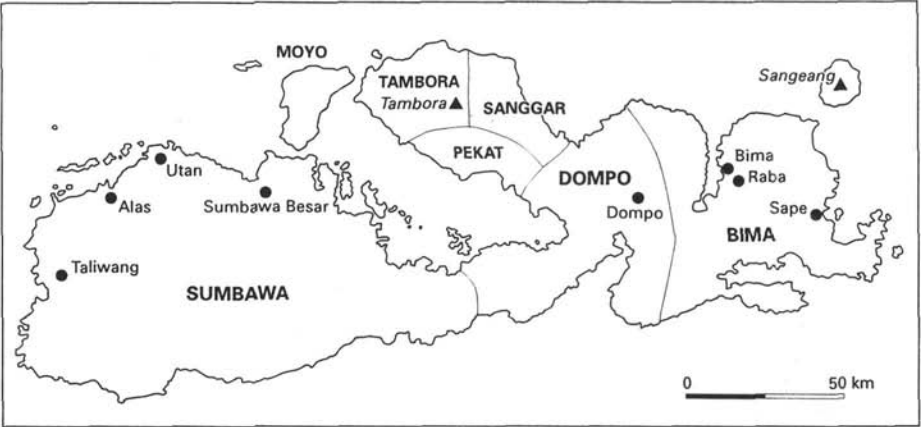 MOYO
TAMBORA
Tambora
SANGGAR
PEKAT
Sangeang
Utan
Alas
Sumbawa Besar
Taliwang
SUMBAWA
DOMPO
Dompo
Bima
Raba
Sape
BIMA
0 50 km